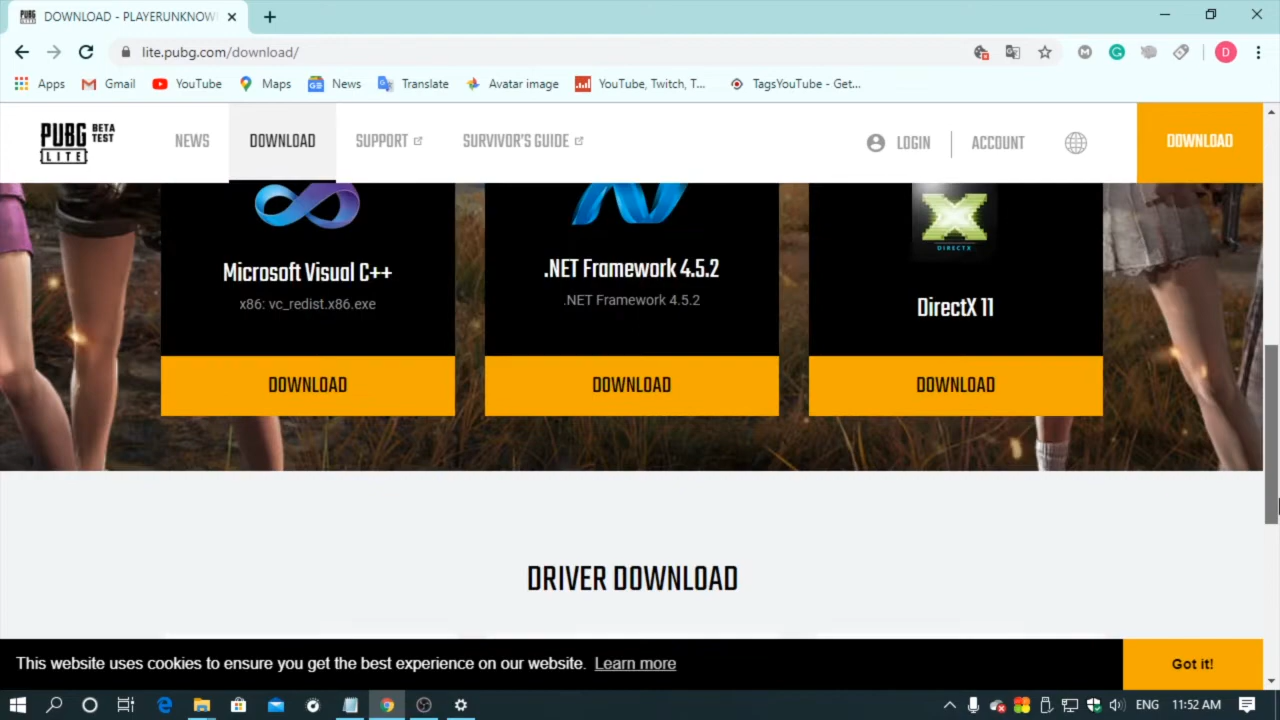 DOWNLOAD - PLAYERUNKNOW
lite.pubg.com/download/
Apps
Gmail
YouTube
Maps
News
Translate
Avatar image
YouTube, Twitch, T...
TagsYouTube - Get...
PUBG LITE BETA TEST
NEWS
DOWNLOAD
SUPPORT
SURVIVOR'S GUIDE
LOGIN
ACCOUNT
DOWNLOAD
Microsoft Visual C++
x86: vc_redist.x86.exe
DOWNLOAD
.NET Framework 4.5.2
.NET Framework 4.5.2
DOWNLOAD
DIRECTX
DirectX 11
DOWNLOAD
DRIVER DOWNLOAD
This website uses cookies to ensure you get the best experience on our website. Learn more
Got it!
ENG
11:52 AM